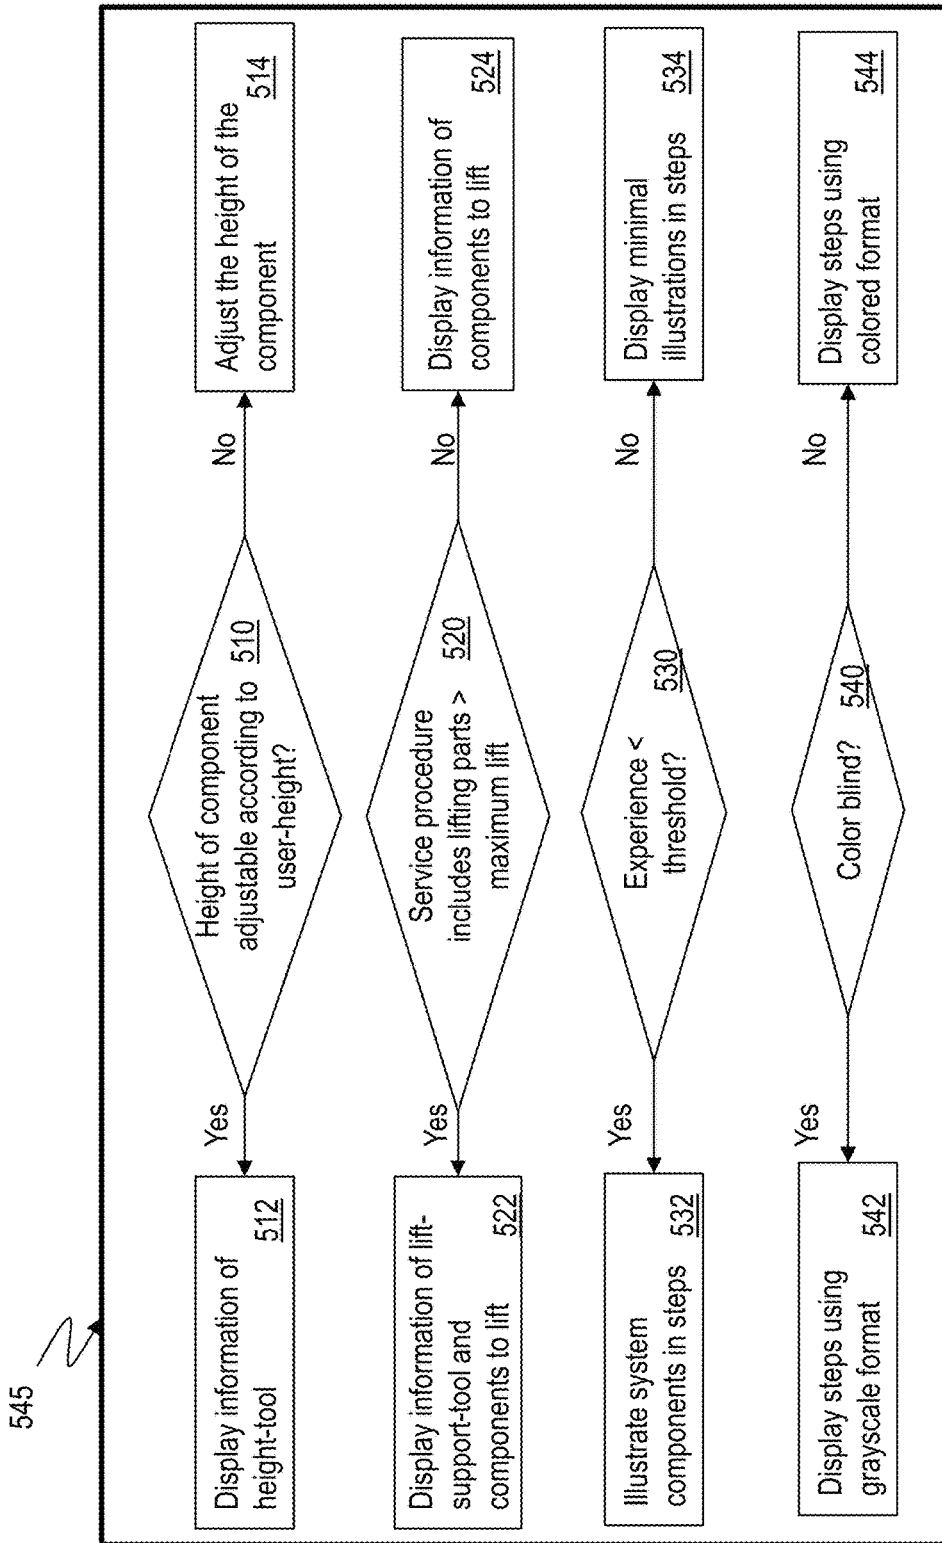 545
Display information of
height-tool
512
Yes
Height of component
adjustable according to
user-height?
510
No
Adjust the height of the
component
514
Display information of lift-
support-tool and
components to lift
522
Yes
Service procedure
includes lifting parts >
maximum lift
520
No
Display information of
components to lift
524
Illustrate system
components in steps
532
Yes
Experience <
threshold?
530
No
Display minimal
illustrations in steps
534
Display steps using
grayscale format
542
Yes
Color blind?
540
No
Display steps using
colored format
544